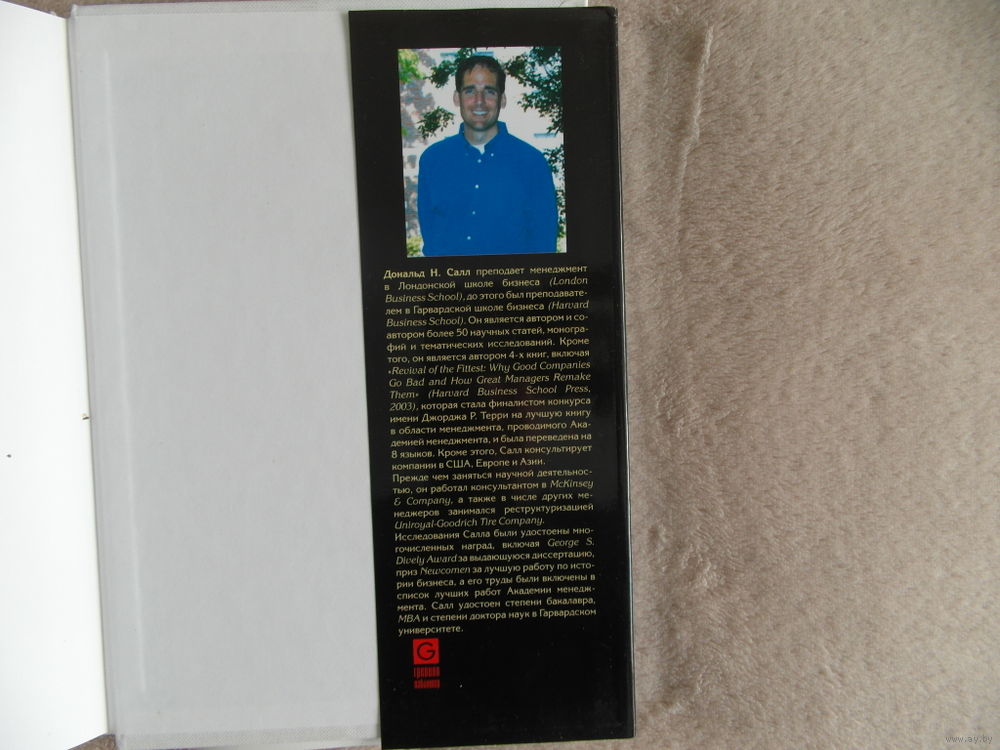 Дональд Н. Салл преподает менеджмент
в Лондонской школе бизнеса (London
Business School), до этого был преподавате-
лем в Гарвардской школе бизнеса (Harvard
Business School). Он является автором и со-
автором более 50 научных статей, моногра-
фий и тематических исследований. Кроме
того, он является автором 4-х книг, включая
«Revival of the Fittest: Why Good Companies
Go Bad and How Great Managers Remake
Them» (Harvard Business School Press,
2003), которая стала финалистом конкурса
имени Джорджа Р. Терри на лучшую книгу
в области менеджмента, проводимого Ака-
демией менеджмента, и была переведена на
8 языков. Кроме этого, Салл консультирует
компании в США, Европе и Азии.
Прежде чем заняться научной деятельнос-
тью, он работал консультантом в McKinsey
& Company, а также в числе других ме-
неджеров занимался реструктуризацией
Uniroyal-Goodrich Tire Company.
Исследования Салла были удостоены мно-
гочисленных наград, включая George S.
Dively Award за выдающуюся диссертацию,
приз Newcomen за лучшую работу по исто-
рии бизнеса, а его труды были включены в
список лучших работ Академии менедж-
мента. Салл удостоен степени бакалавра,
MBA и степени доктора наук в Гарвардском
университете.
G
www.ay.by